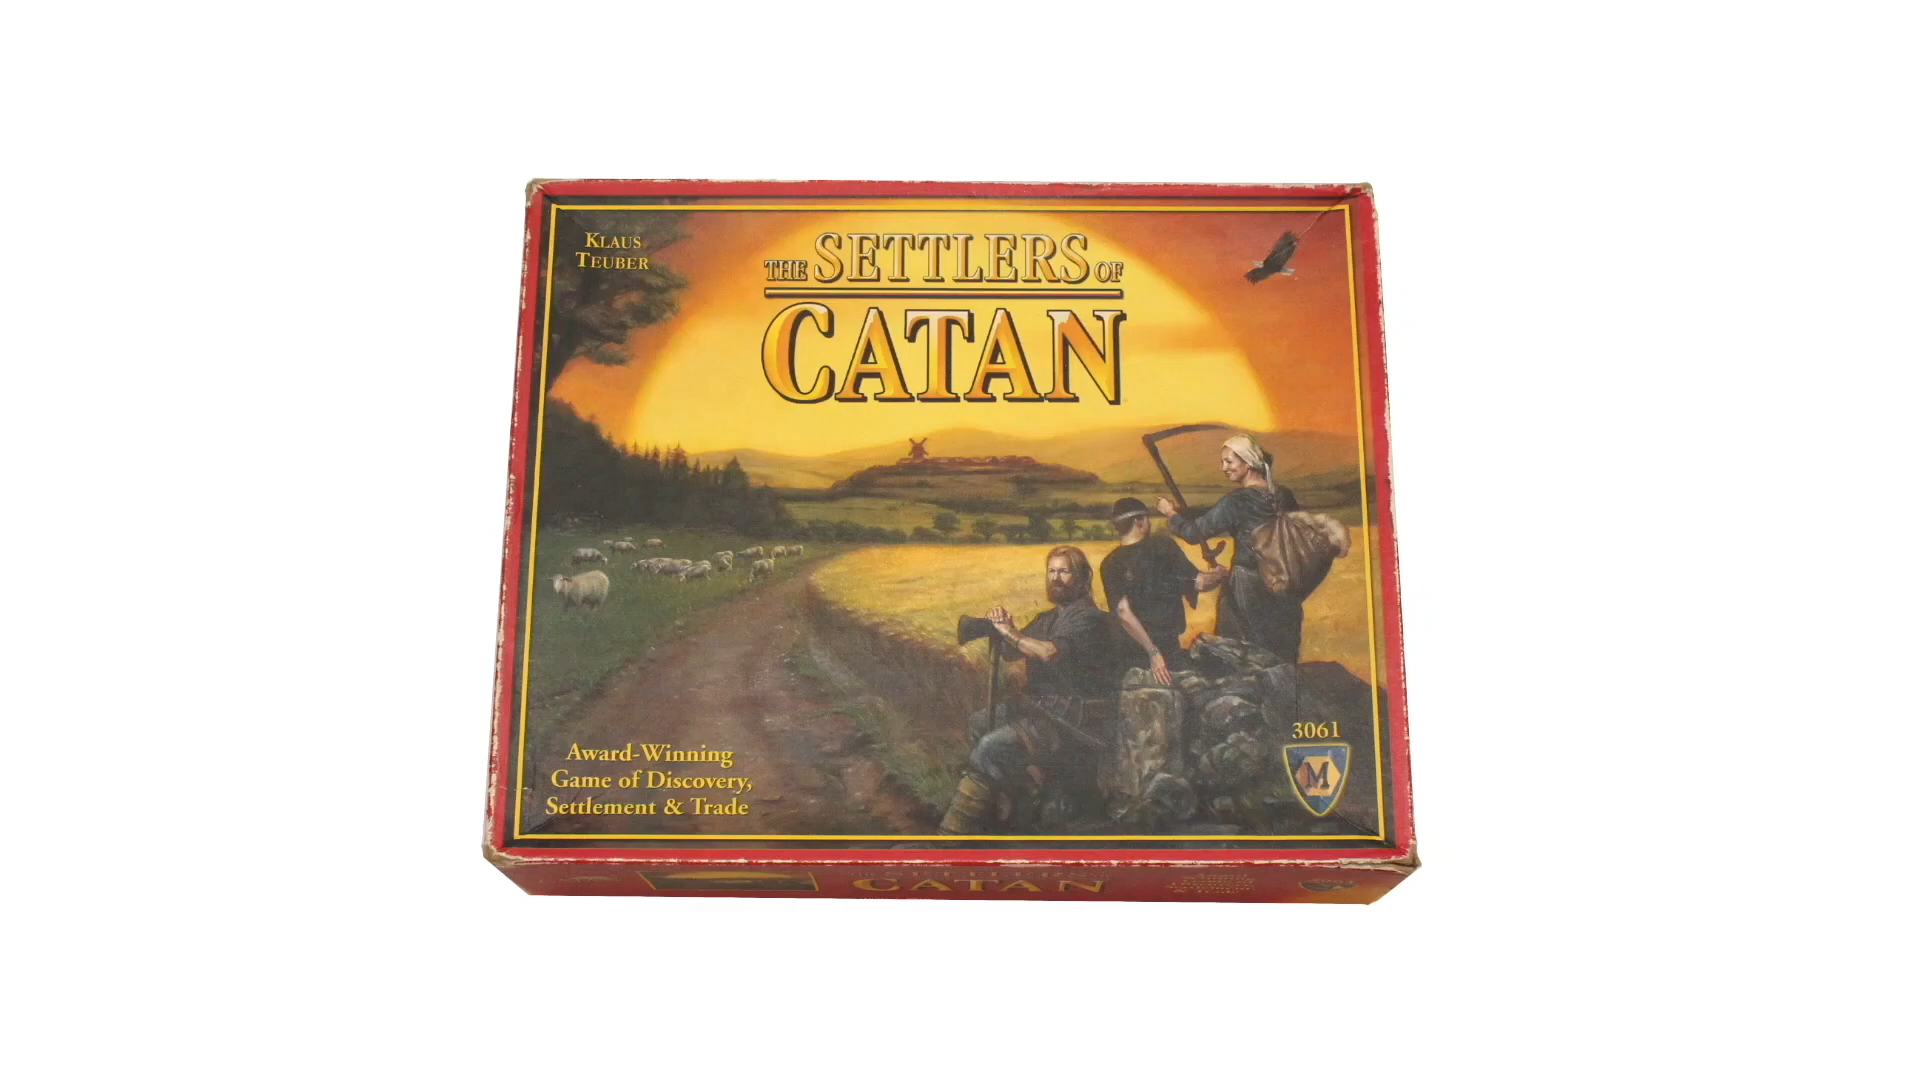 KLAUS
TEUBER
THE SETTLERS OF
CATAN
Award-Winning
Game of Discovery,
Settlement & Trade
3061
M
CATAN